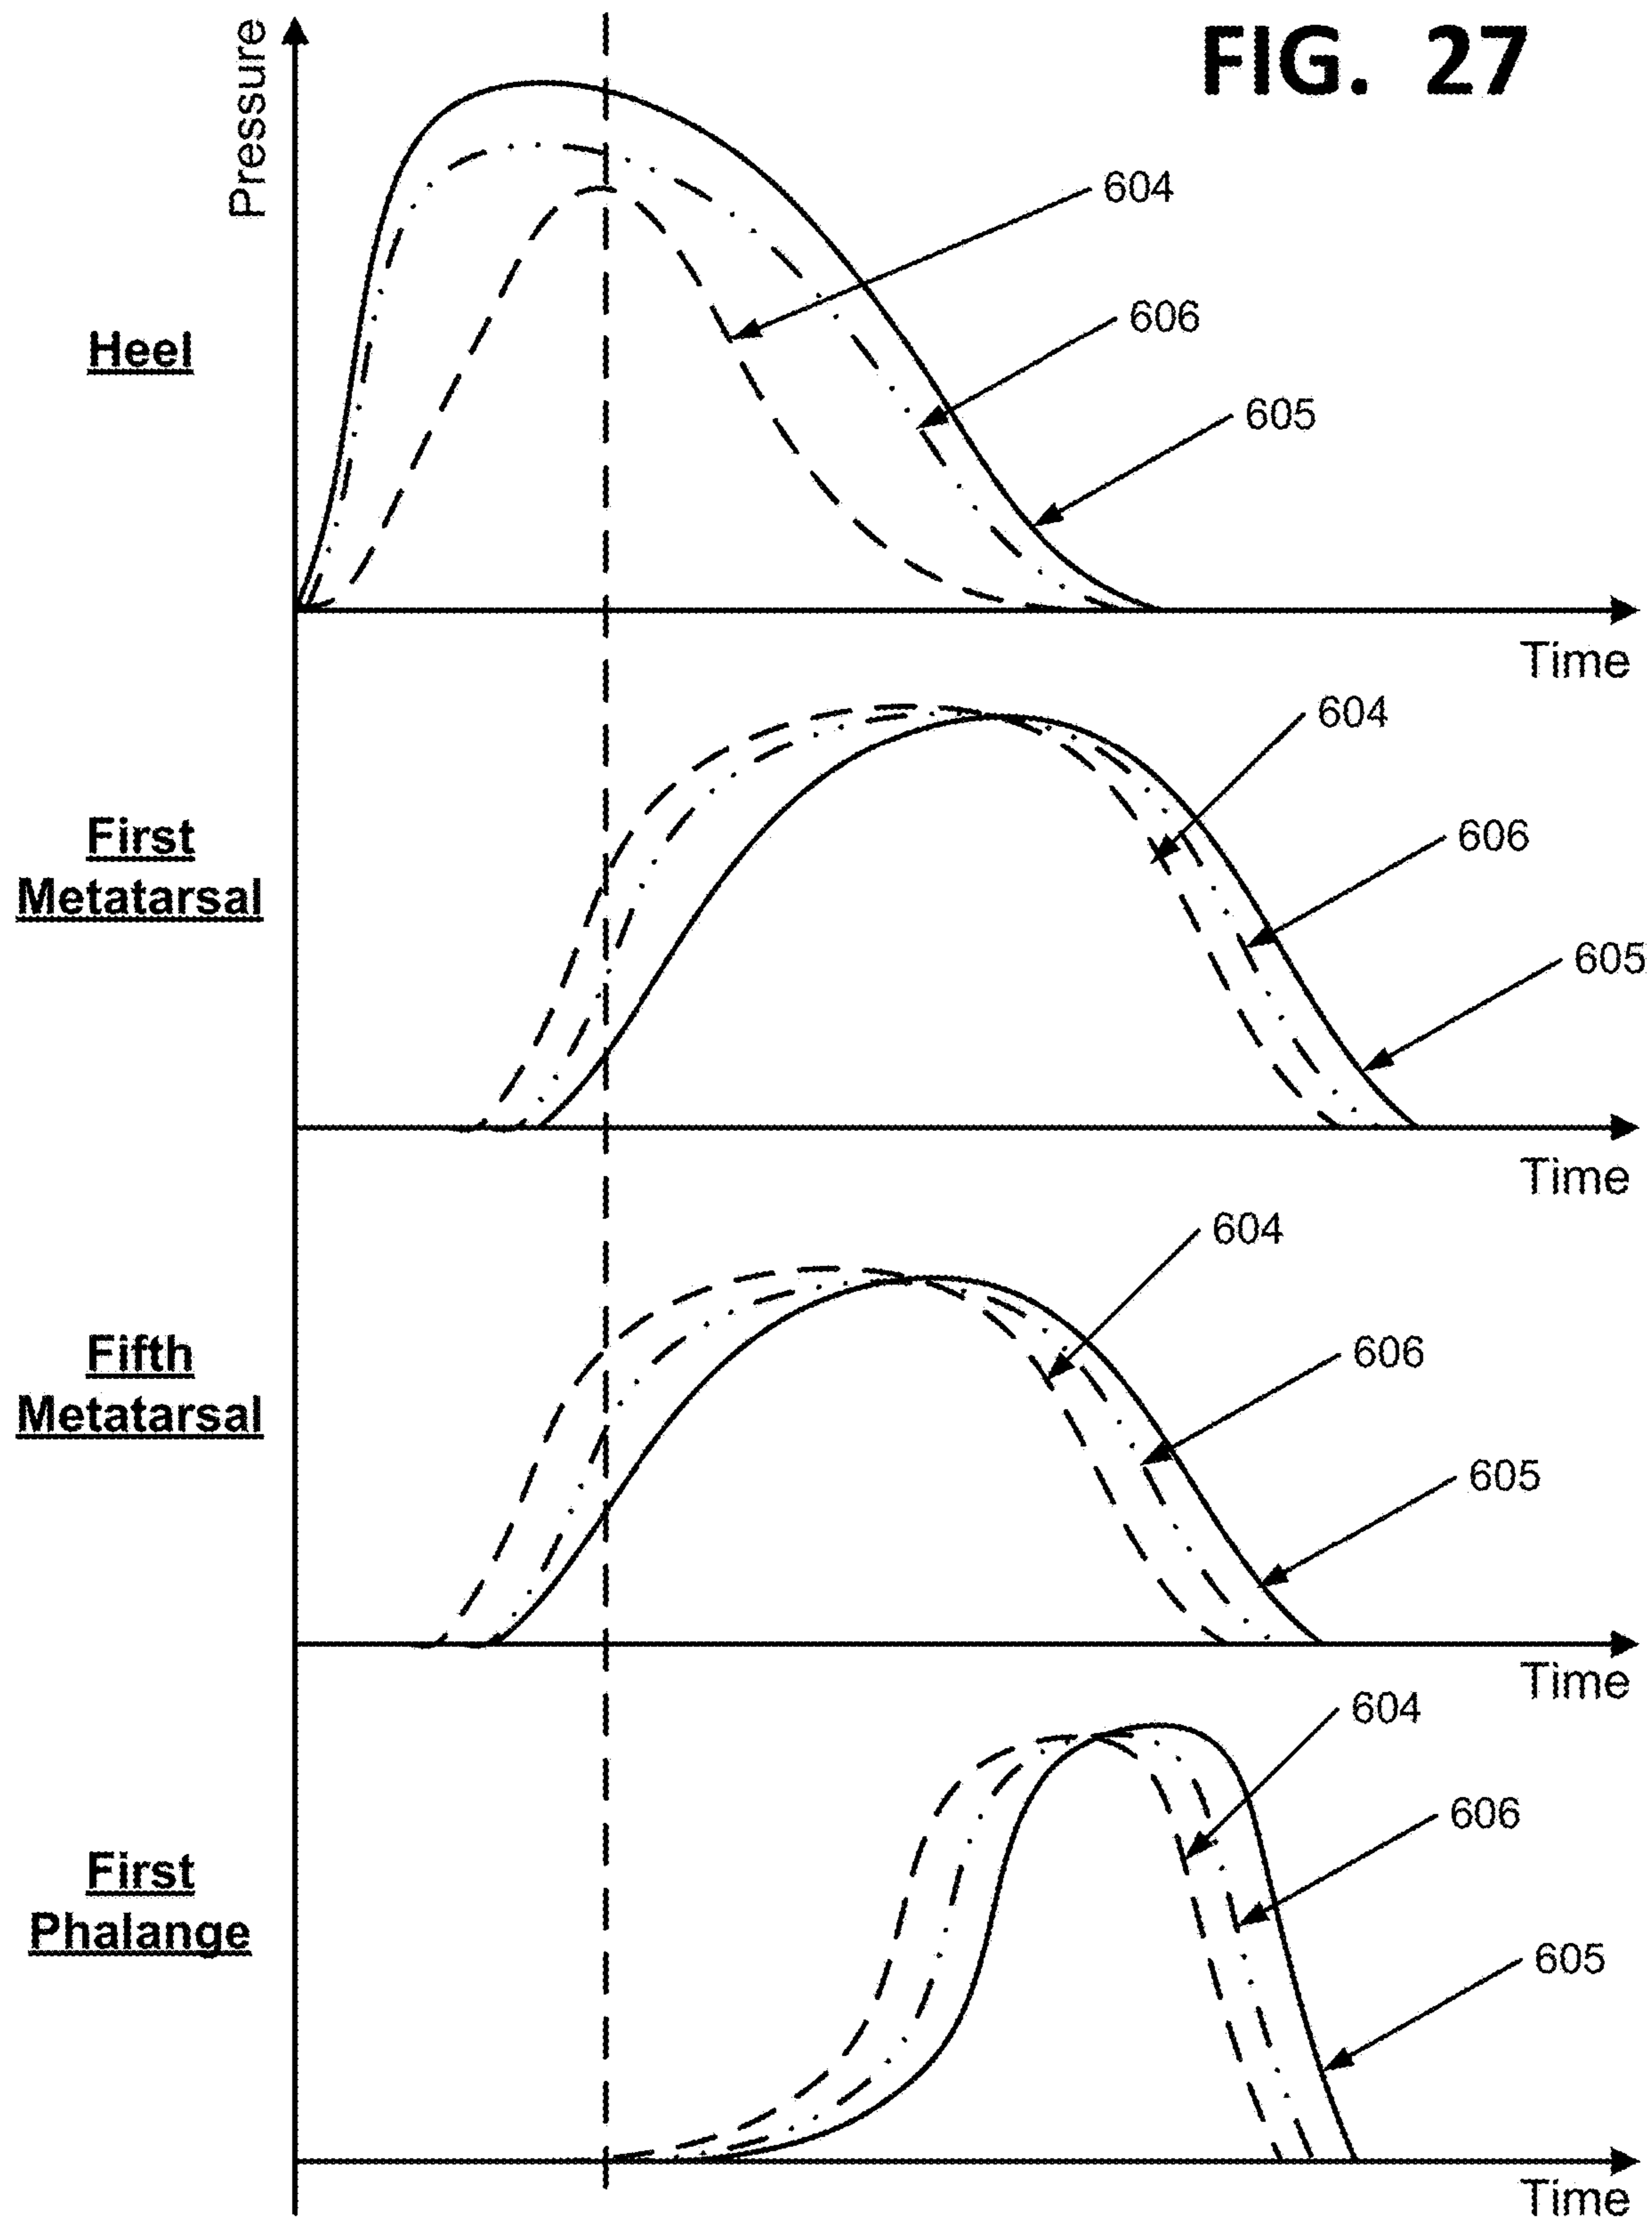 FIG. 27
Pressure
604
606
Heel
605
Time
604
First
Metatarsal
606
605
Time
604
Fifth
Metatarsal
606
605
Time
604
606
First
Phalange
605
Time